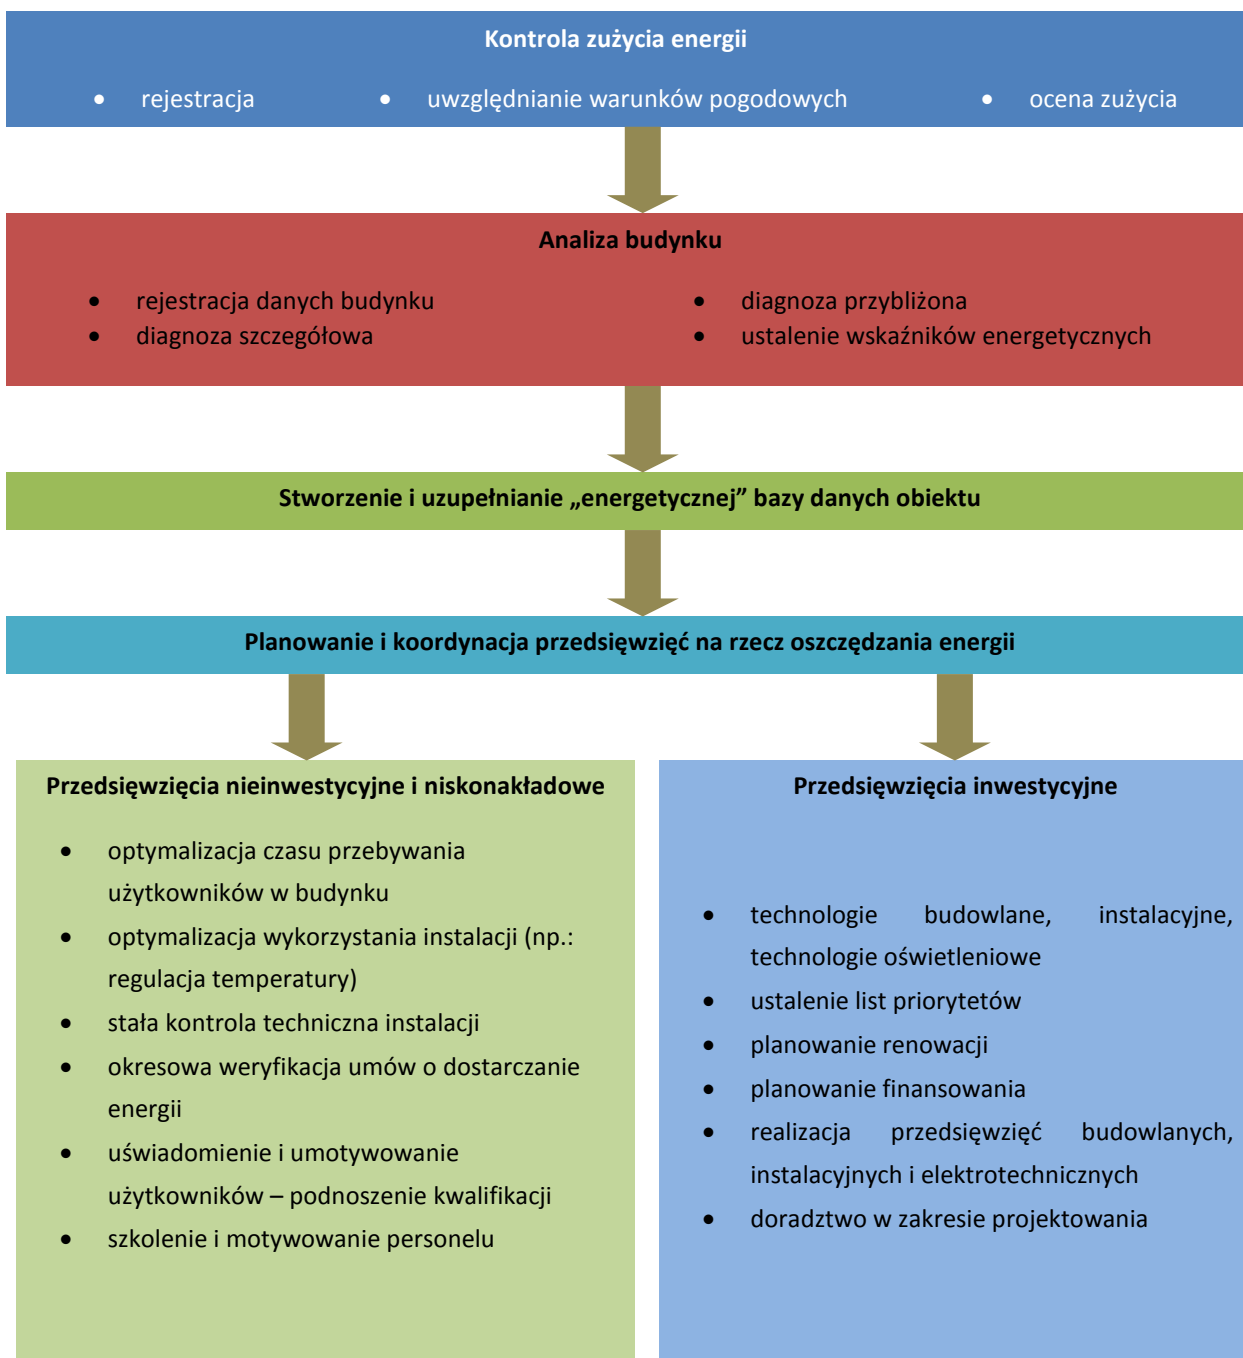 Kontrola zużycia energii
• rejestracja • uwzględnianie warunków pogodowych • ocena zużycia
Analiza budynku
• rejestracja danych budynku • diagnoza przybliżona
• diagnoza szczegółowa • ustalenie wskaźników energetycznych
Stworzenie i uzupełnianie „energetycznej” bazy danych obiektu
Planowanie i koordynacja przedsięwzięć na rzecz oszczędzania energii
Przedsięwzięcia nieinwestycyjne i niskonakładowe
• optymalizacja czasu przebywania
użytkowników w budynku
• optymalizacja wykorzystania instalacji (np.:
regulacja temperatury)
• stała kontrola techniczna instalacji
• okresowa weryfikacja umów o dostarczanie
energii
• uświadomienie i umotywowanie
użytkowników – podnoszenie kwalifikacji
• szkolenie i motywowanie personelu
Przedsięwzięcia inwestycyjne
• technologie budowlane, instalacyjne,
technologie oświetleniowe
• ustalenie list priorytetów
• planowanie renowacji
• planowanie finansowania
• realizacja przedsięwzięć budowlanych,
instalacyjnych i elektrotechnicznych
• doradztwo w zakresie projektowania